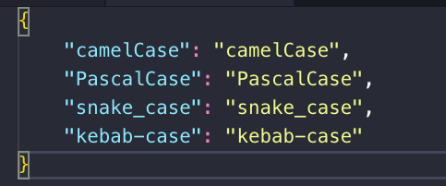 {
    "camelCase": "camelCase",
    "PascalCase": "PascalCase",
    "snake_case": "snake_case",
    "kebab-case": "kebab-case"
}